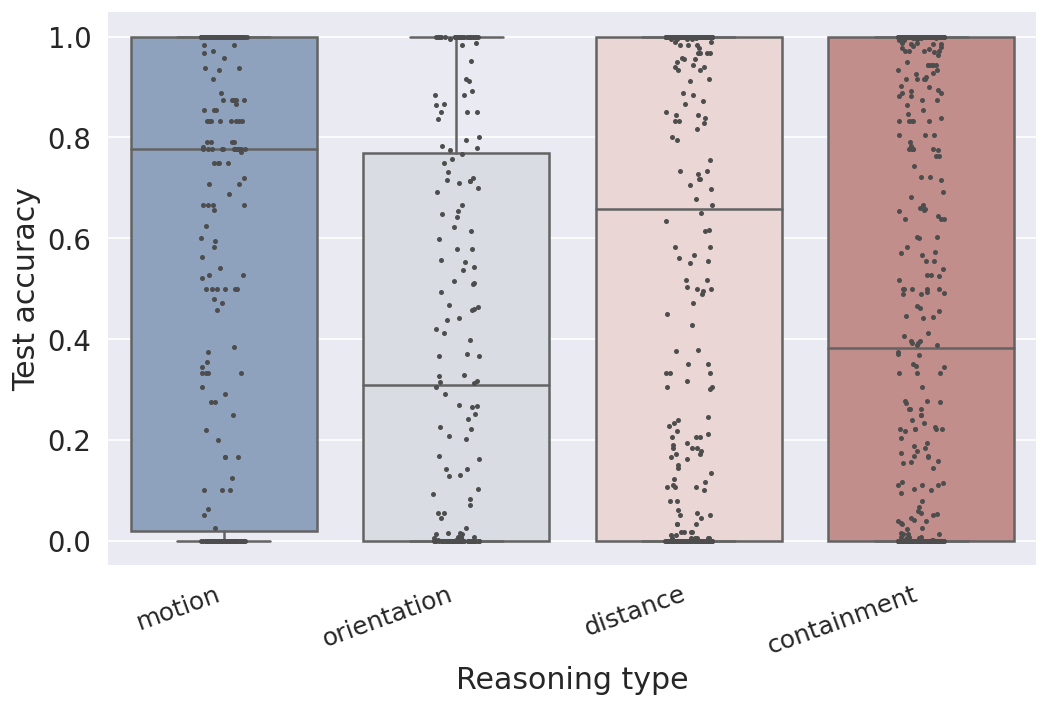 Test accuracy
1.0
0.8
0.6
0.4
0.2
0.0
motion
orientation
distance
containment
Reasoning type